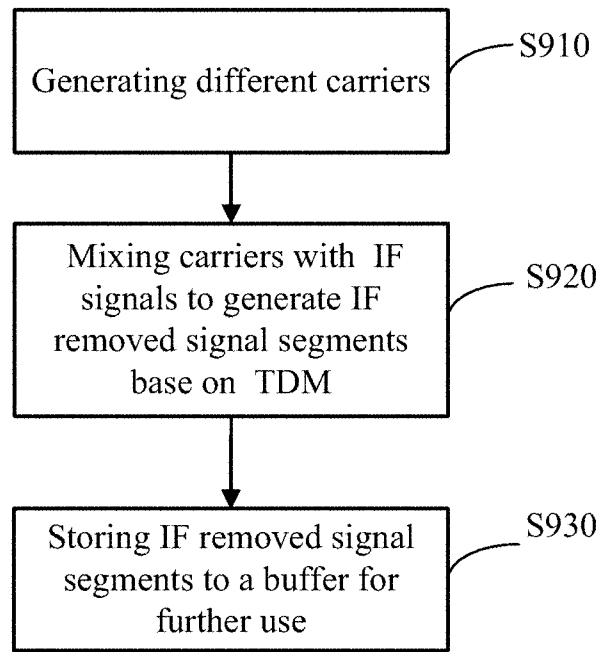 Generating different carriers
S910
Mixing carriers with IF
signals to generate IF
removed signal segments
base on TDM
S920
Storing IF removed signal
segments to a buffer for
further use
S930